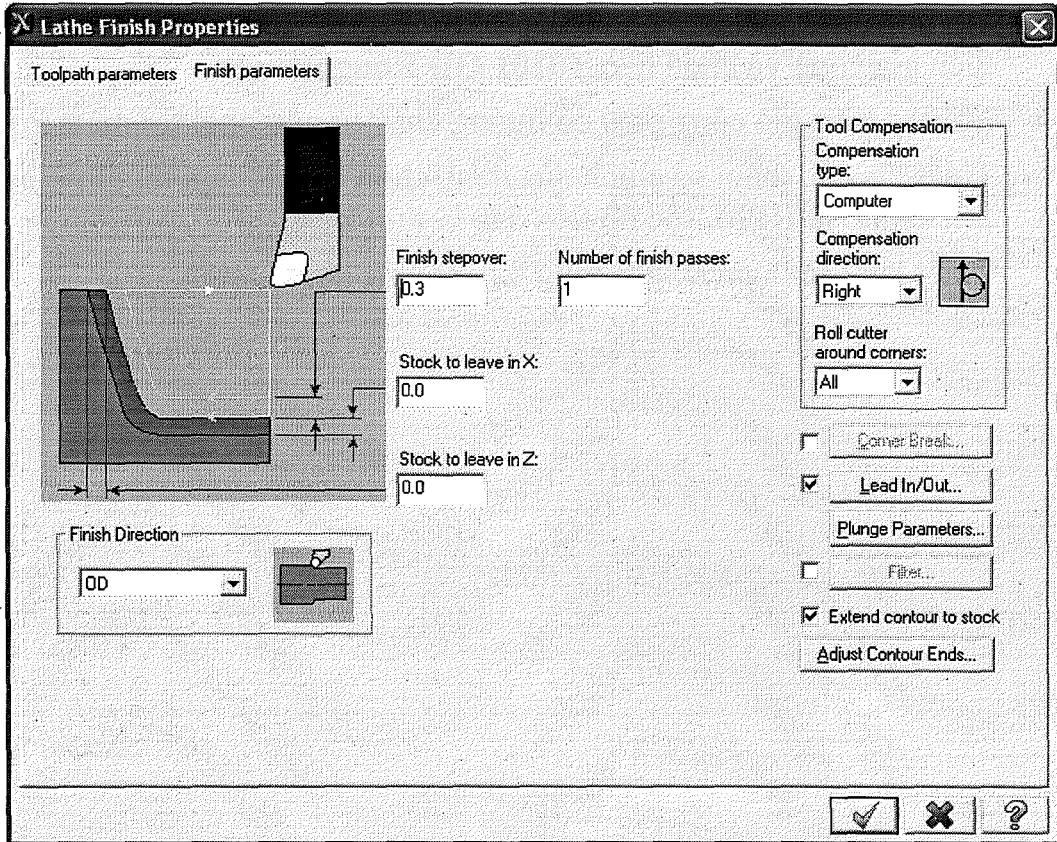 Lathe Finish Properties
Toolpath parameters
Finish parameters
Finish stepover:
0.3
Number of finish passes:
1
Stock to leave in X:
0.0
Stock to leave in Z:
0.0
Finish Direction
OD
Tool Compensation
Compensation
type:
Computer
Compensation
direction:
Right
Roll cutter
around corners:
All
Corner Break...
Lead In/Out...
Plunge Parameters...
Filter...
Extend contour to stock
Adjust Contour Ends...